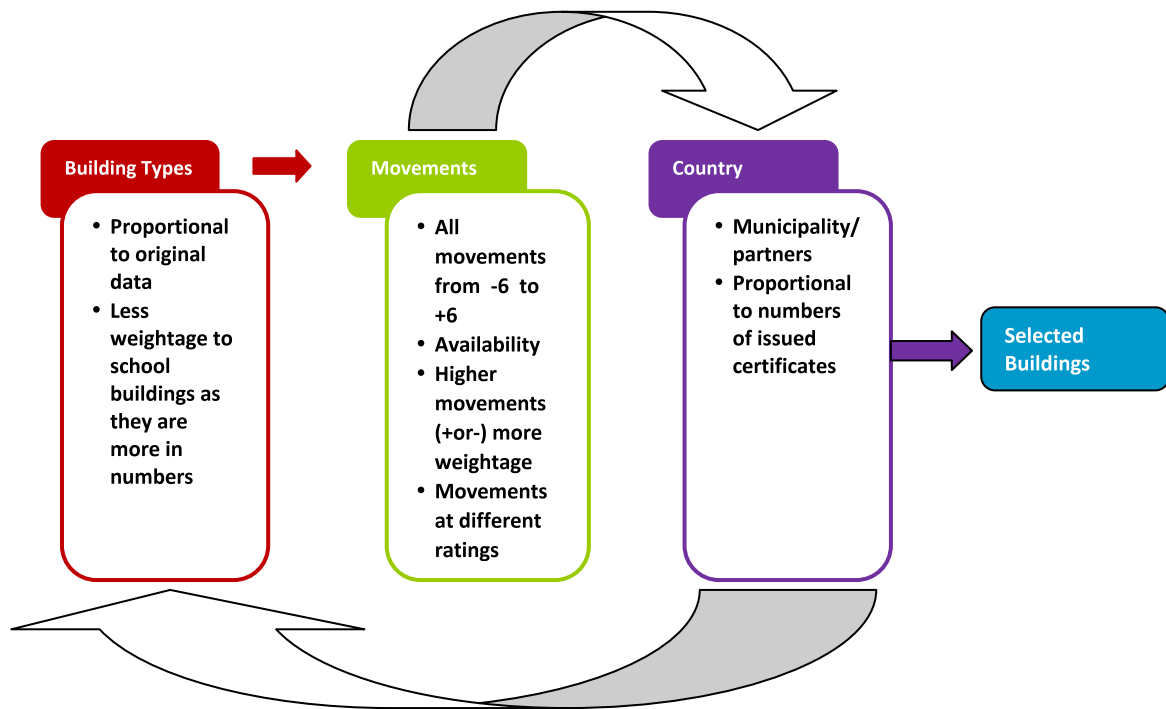 Building Types
• Proportional
to original
data
• Less
weightage to
school
buildings as
they are
more in
numbers
Movements
• All
movements
from -6 to
+6
• Availability
• Higher
movements
(+or-) more
weightage
• Movements
at different
ratings
Country
• Municipality/
partners
• Proportional
to numbers
of issued
certificates
Selected
Buildings